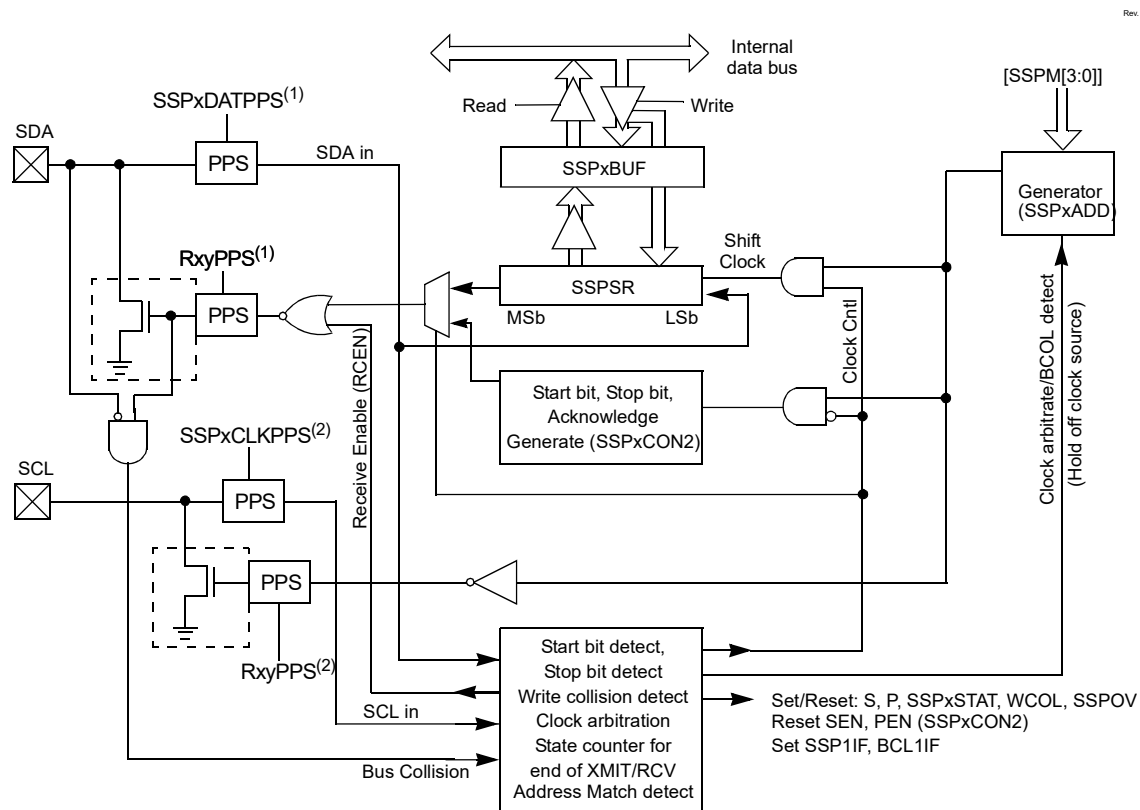 Rev.
Internal
data bus
[SSPM[3:0]]
SSPxDATPPS(1)
Read
Write
SDA
PPS
SDA in
SSPxBUF
Generator
(SSPxADD)
RxyPPS(1)
Shift
Clock
PPS
SSPSR
MSb
LSb
Receive Enable (RCEN)
Clock Cntl
Clock arbitrate/BCOL detect
(Hold off clock source)
Start bit, Stop bit,
Acknowledge
Generate (SSPxCON2)
SSPxCLKPPS(2)
SCL
PPS
PPS
RxyPPS(2)
SCL in
Bus Collision
Start bit detect,
Stop bit detect
Write collision detect
Clock arbitration
State counter for
end of XMIT/RCV
Address Match detect
Set/Reset: S, P, SSPxSTAT, WCOL, SSPOV
Reset SEN, PEN (SSPxCON2)
Set SSP1IF, BCL1IF